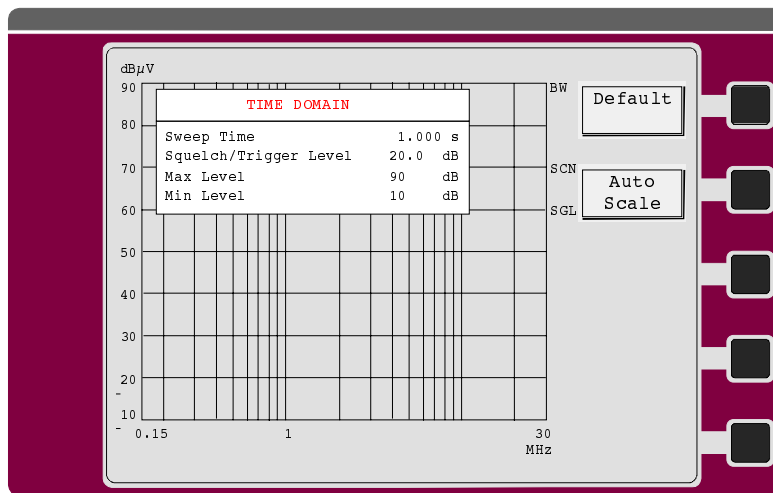 dBµV
90
BW
Default
TIME DOMAIN
80
Sweep Time 1.000 s
Squelch/Trigger Level 20.0 dB
Max Level 90 dB
Min Level 10 dB
70
SCN
Auto
Scale
60
SGL
50
40
30
20
-
10
-
0.15 1 30
MHz